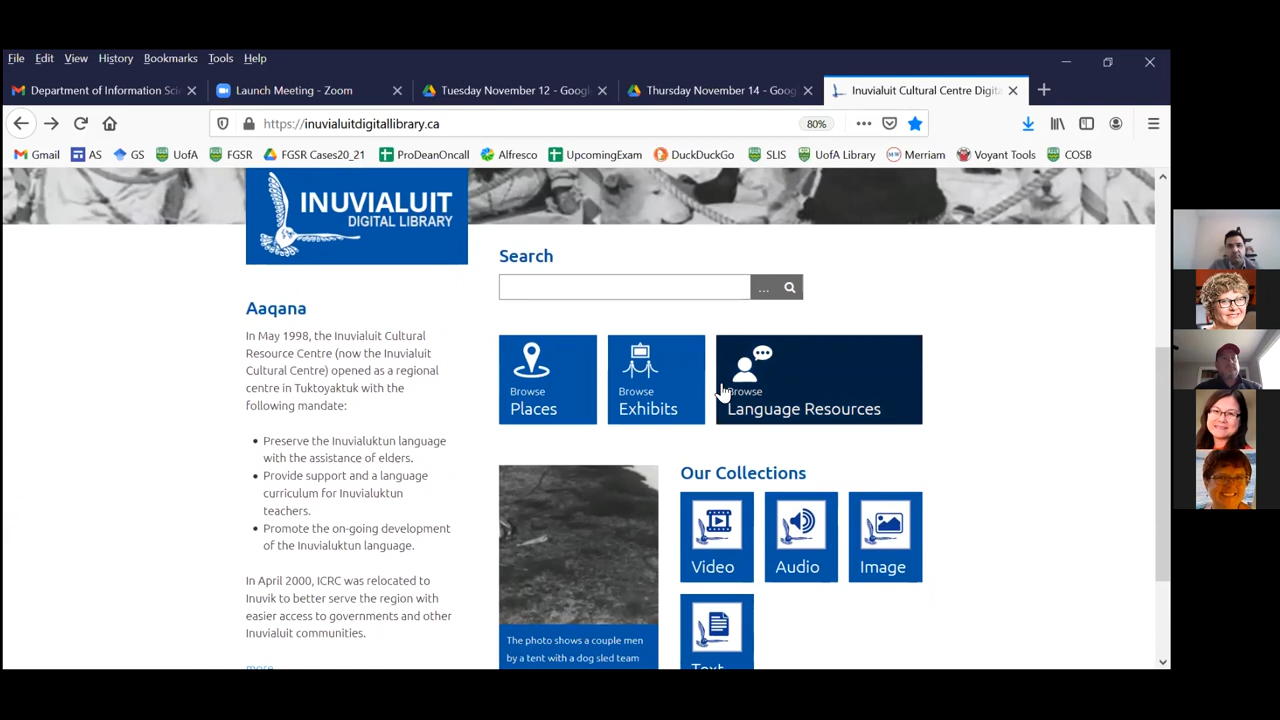 File Edit View History Bookmarks Tools Help
Department of Information Sci
Launch Meeting - Zoom
Tuesday November 12 - Googl
Thursday November 14 - Goog
Inuvialuit Cultural Centre Digita
https://inuvialuitdigitallibrary.ca
80%
Gmail AS GS UofA FGSR FGSR Cases20_21 ProDeanOncall Alfresco UpcomingExam DuckDuckGo SLIS UofA Library Merriam Voyant Tools COSB
INUVIALUIT
DIGITAL LIBRARY
Aaqana
In May 1998, the Inuvialuit Cultural
Resource Centre (now the Inuvialuit
Cultural Centre) opened as a regional
centre in Tuktoyaktuk with the
following mandate:
Preserve the Inuvialuktun language
with the assistance of elders.
Provide support and a language
curriculum for Inuvialuktun
teachers.
Promote the on-going development
of the Inuvialuktun language.
In April 2000, ICRC was relocated to
Inuvik to better serve the region with
easier access to governments and other
Inuvialuit communities.
more
Search
...
Browse
Places
Browse
Exhibits
Browse
Language Resources
The photo shows a couple men
by a tent with a dog sled team
Our Collections
Video
Audio
Image
Text